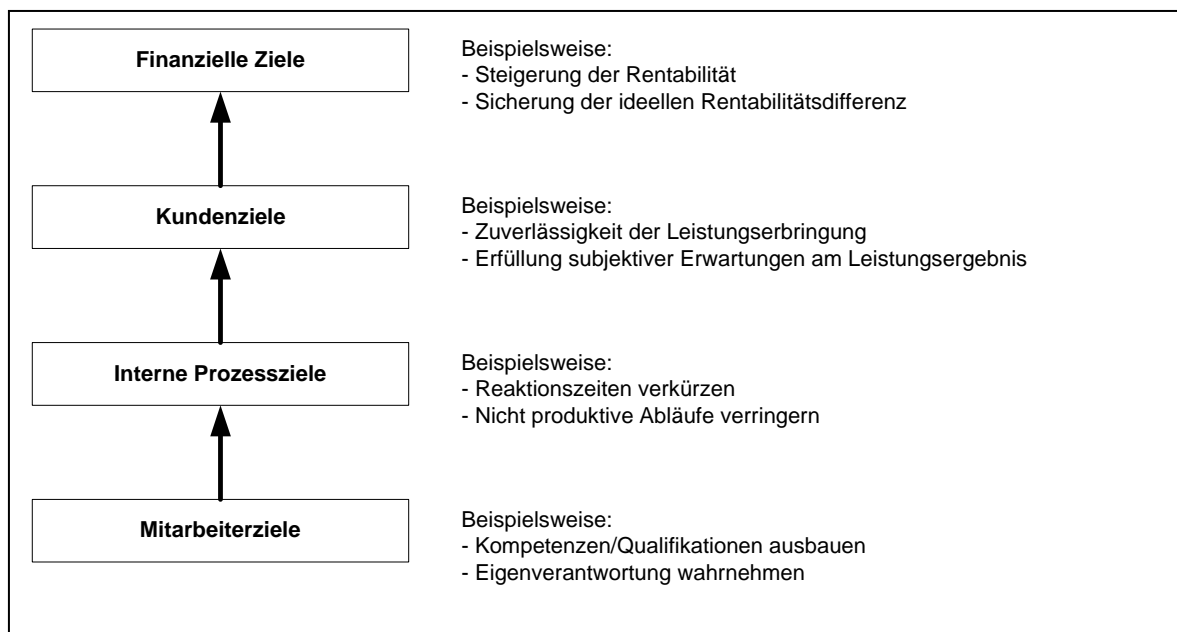 Finanzielle Ziele
Beispielsweise:
- Steigerung der Rentabilität
- Sicherung der ideellen Rentabilitätsdifferenz
Kundenziele
Beispielsweise:
- Zuverlässigkeit der Leistungserbringung
- Erfüllung subjektiver Erwartungen am Leistungsergebnis
Interne Prozessziele
Beispielsweise:
- Reaktionszeiten verkürzen
- Nicht produktive Abläufe verringern
Mitarbeiterziele
Beispielsweise:
- Kompetenzen/Qualifikationen ausbauen
- Eigenverantwortung wahrnehmen